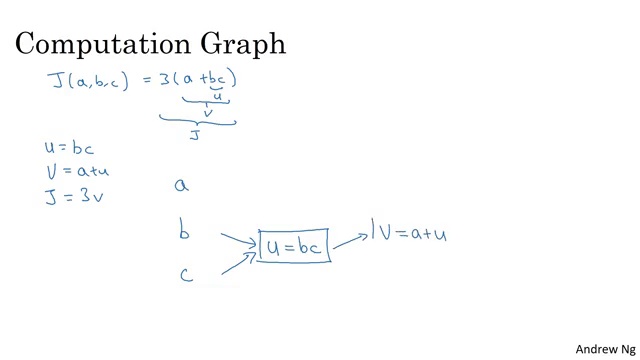 Computation Graph
J(a,b,c) = 3(a+bc)
u
v
J
u = bc
v = a+u
J = 3v
a
b
c
u = bc
v = a+u
Andrew Ng